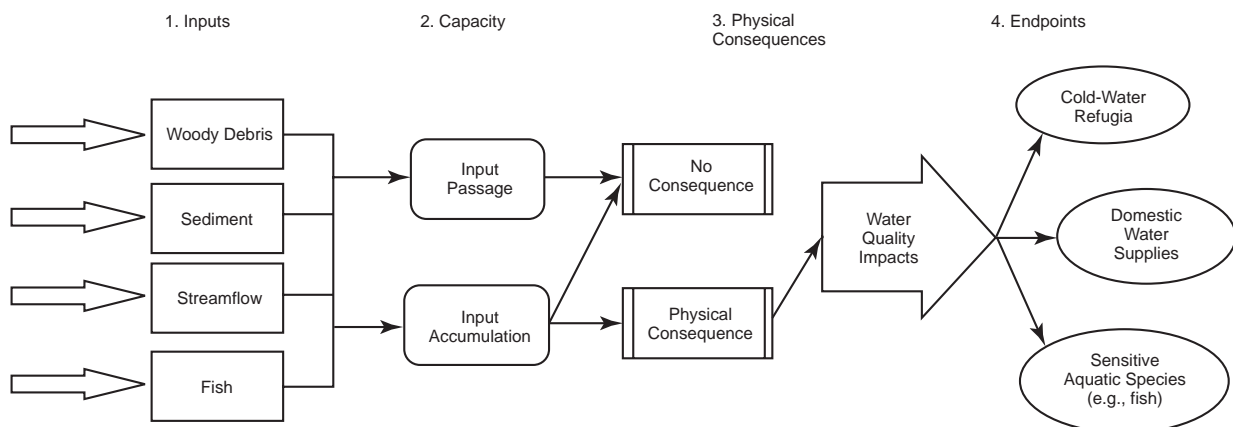 1. Inputs
2. Capacity
3. Physical
Consequences
4. Endpoints
Woody Debris
Sediment
Streamflow
Fish
Input
Passage
Input
Accumulation
No
Consequence
Physical
Consequence
Water
Quality
Impacts
Cold-Water
Refugia
Domestic
Water
Supplies
Sensitive
Aquatic Species
(e.g., fish)